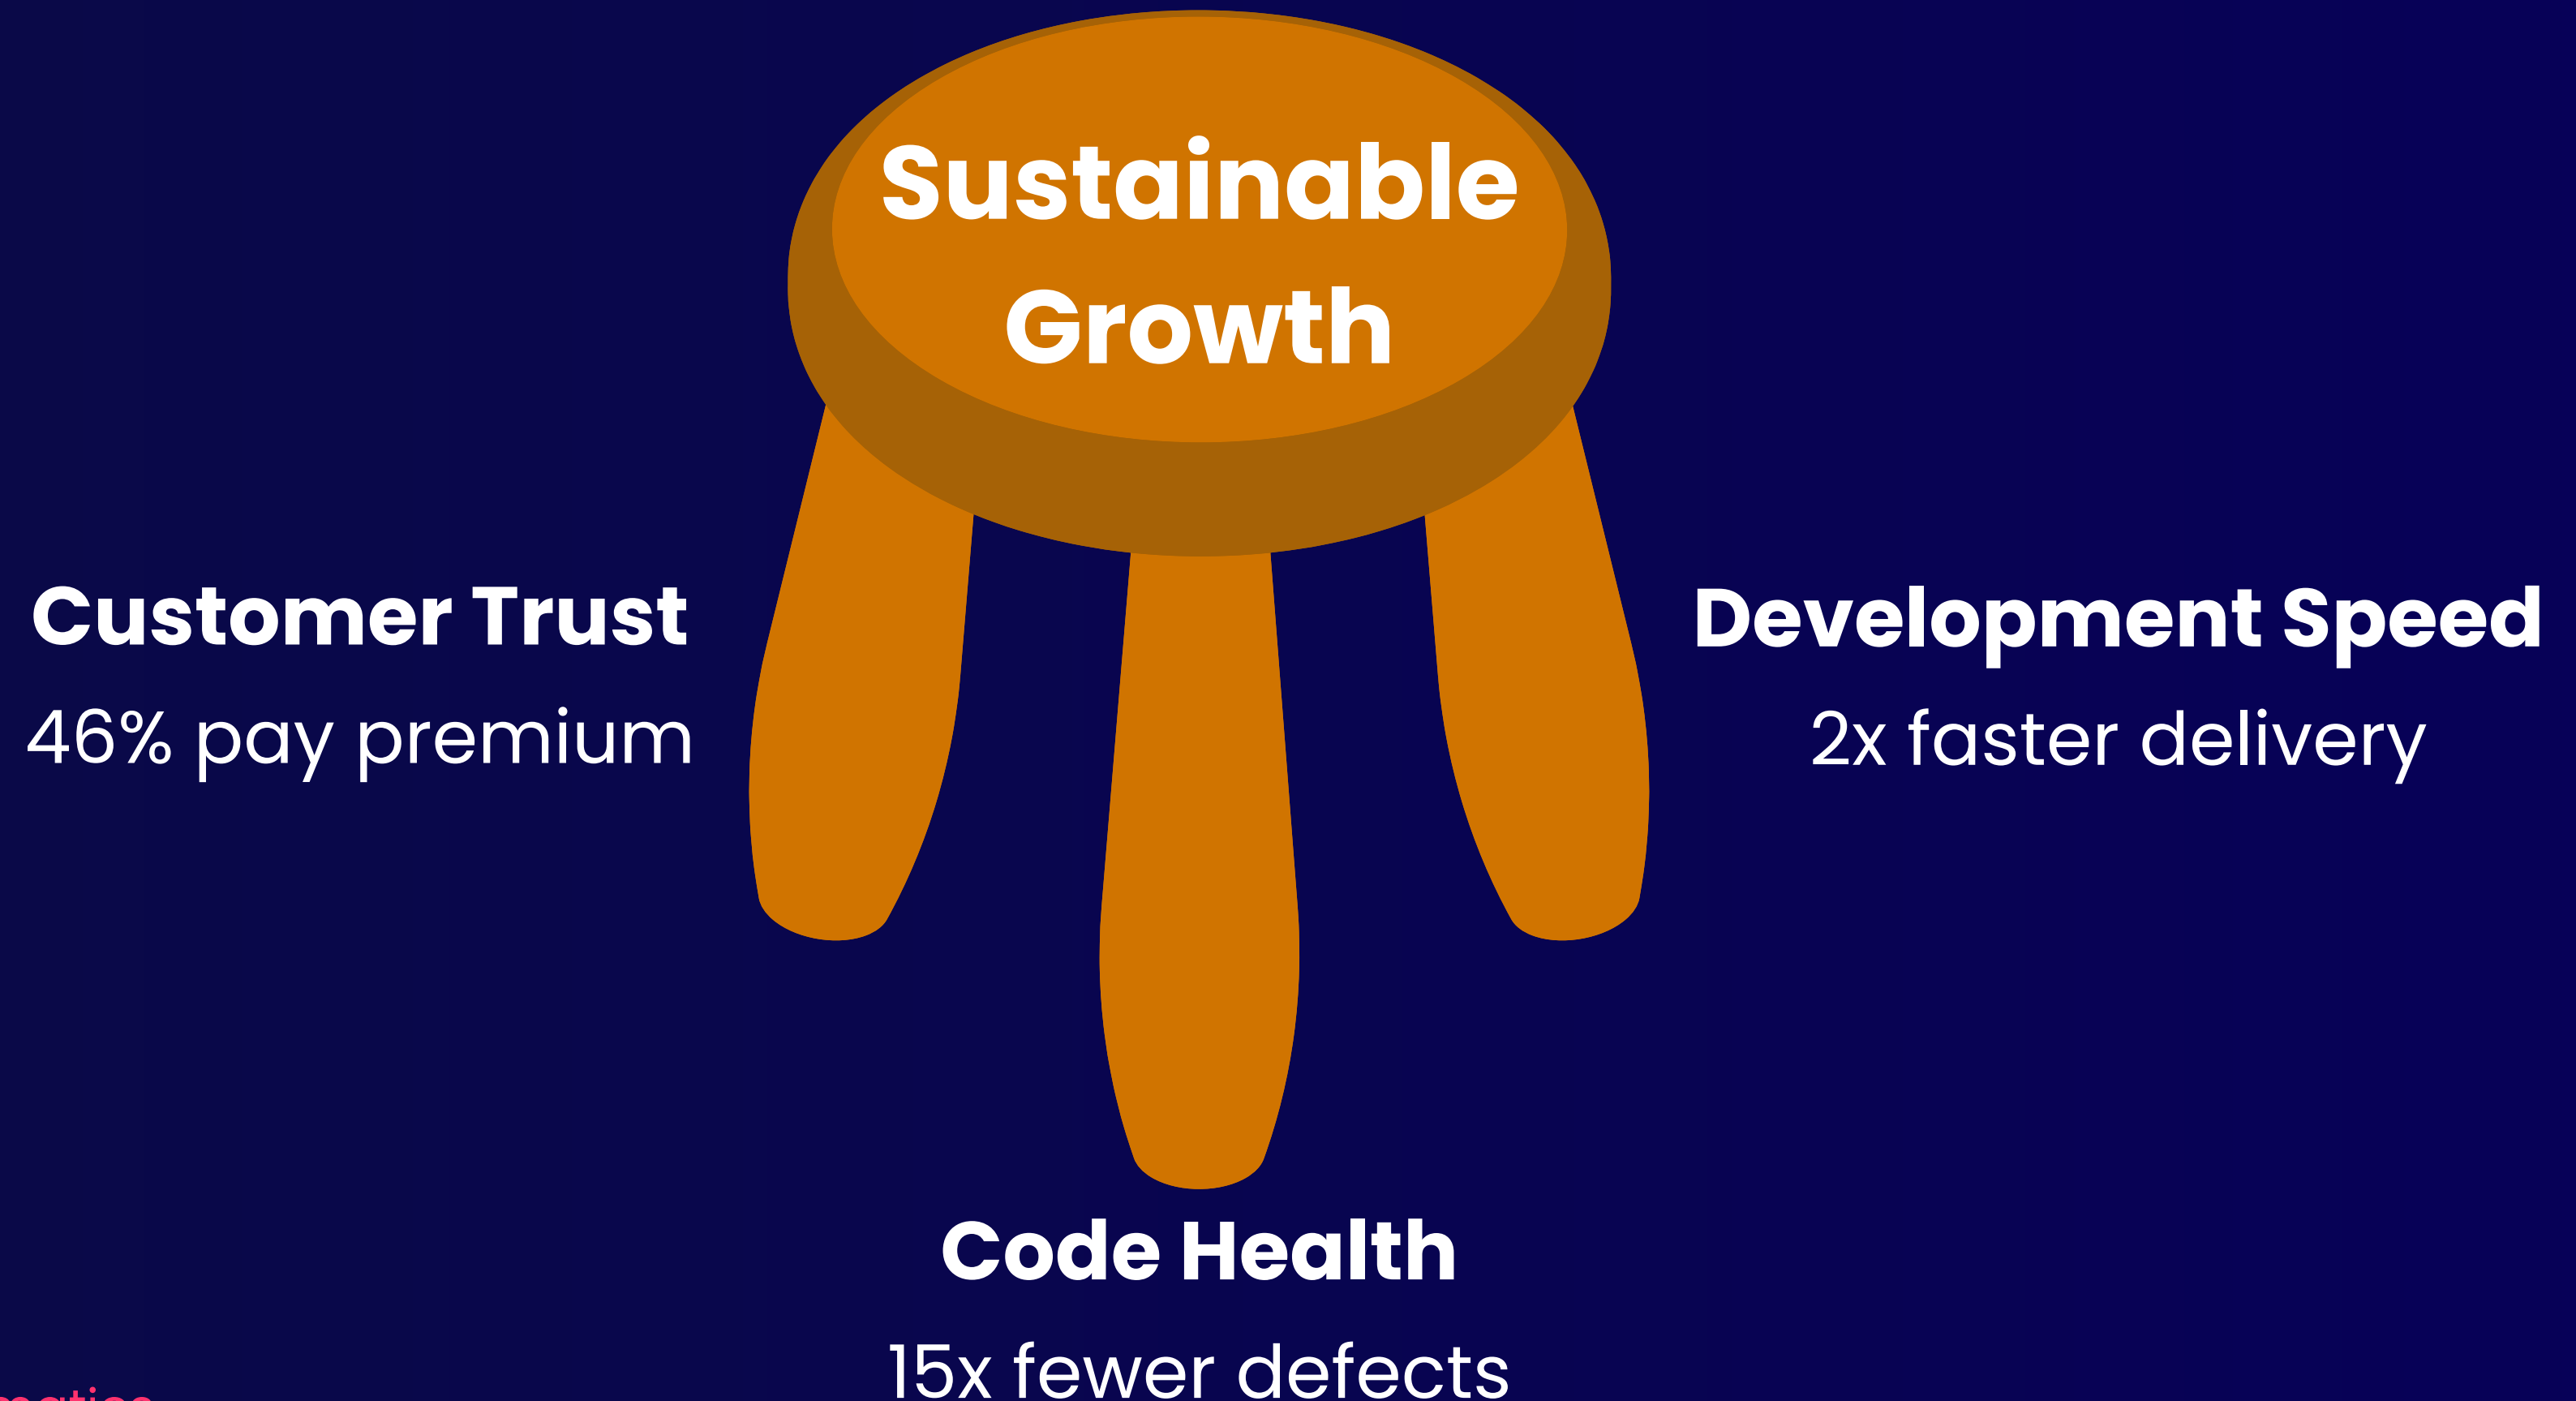 Sustainable
Growth
Customer Trust
46% pay premium
Development Speed
2x faster delivery
Code Health
15x fewer defects